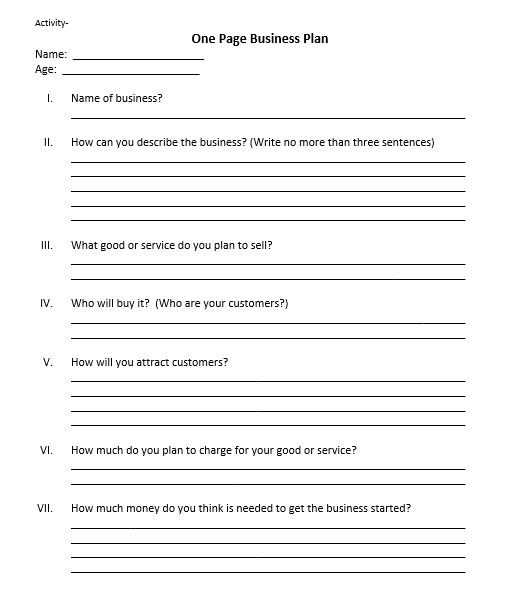 Activity-
One Page Business Plan
Name: ____________________
Age: ____________________
I. Name of business?
II. How can you describe the business? (Write no more than three sentences)
III. What good or service do you plan to sell?
IV. Who will buy it?  (Who are your customers?)
V. How will you attract customers?
VI. How much do you plan to charge for your good or service?
VII. How much money do you think is needed to get the business started?